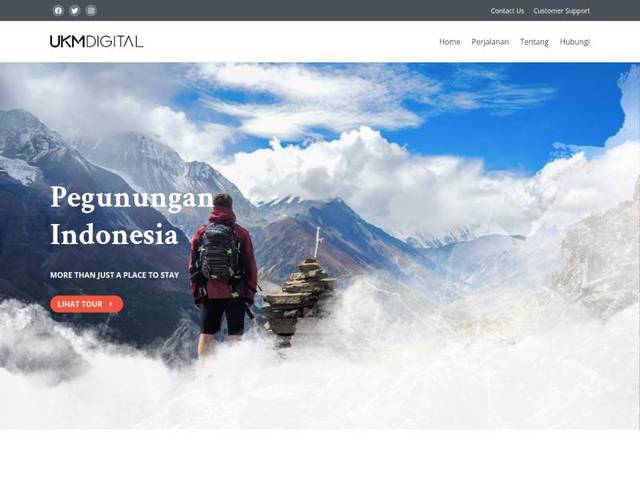 Contact Us Customer Support
UKMDIGITAL
Home Perjalanan Tentang Hubungi
Pegunungan
Indonesia
MORE THAN JUST A PLACE TO STAY
LIHAT TOUR